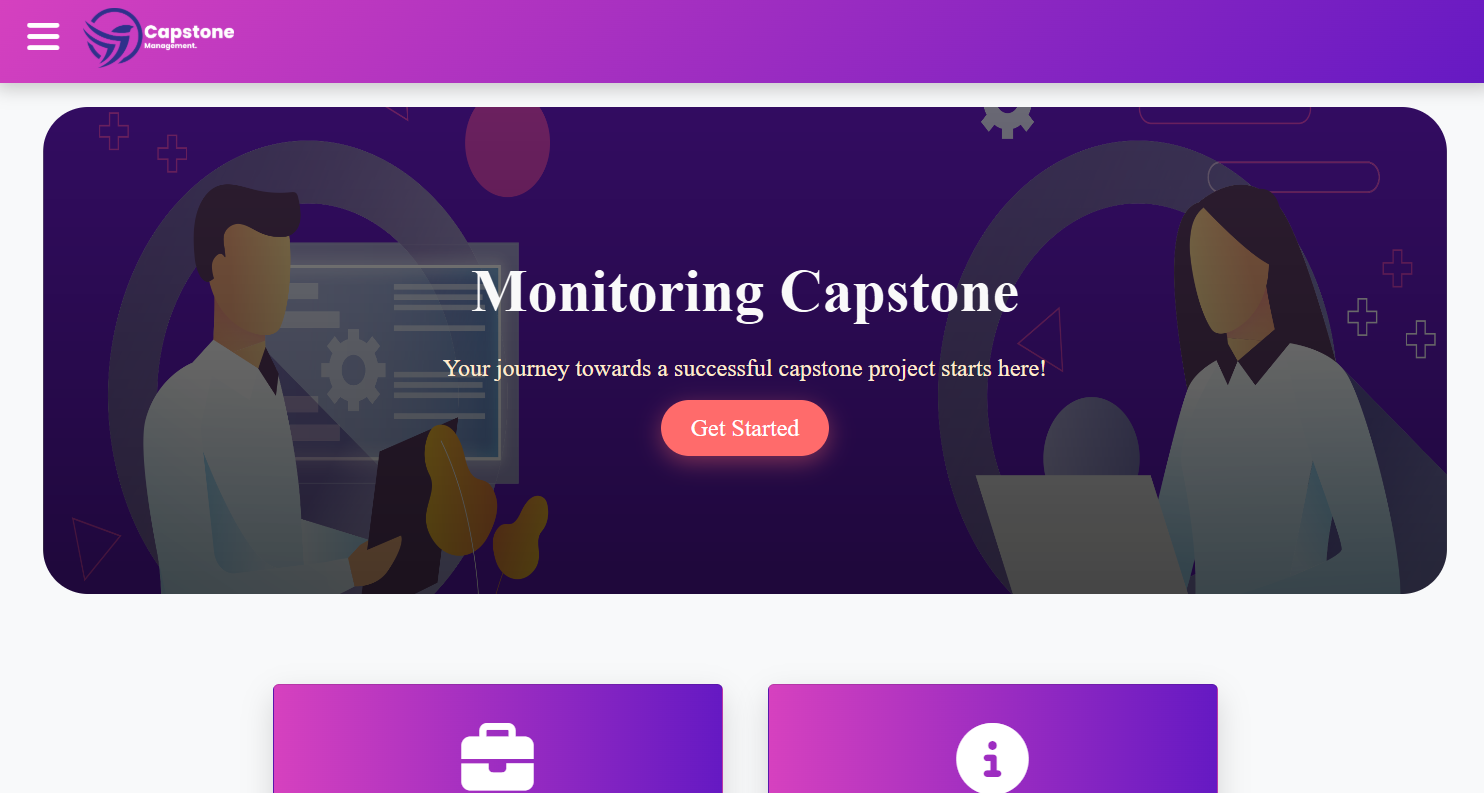 Capstone
Management.
Monitoring Capstone
Your journey towards a successful capstone project starts here!
Get Started